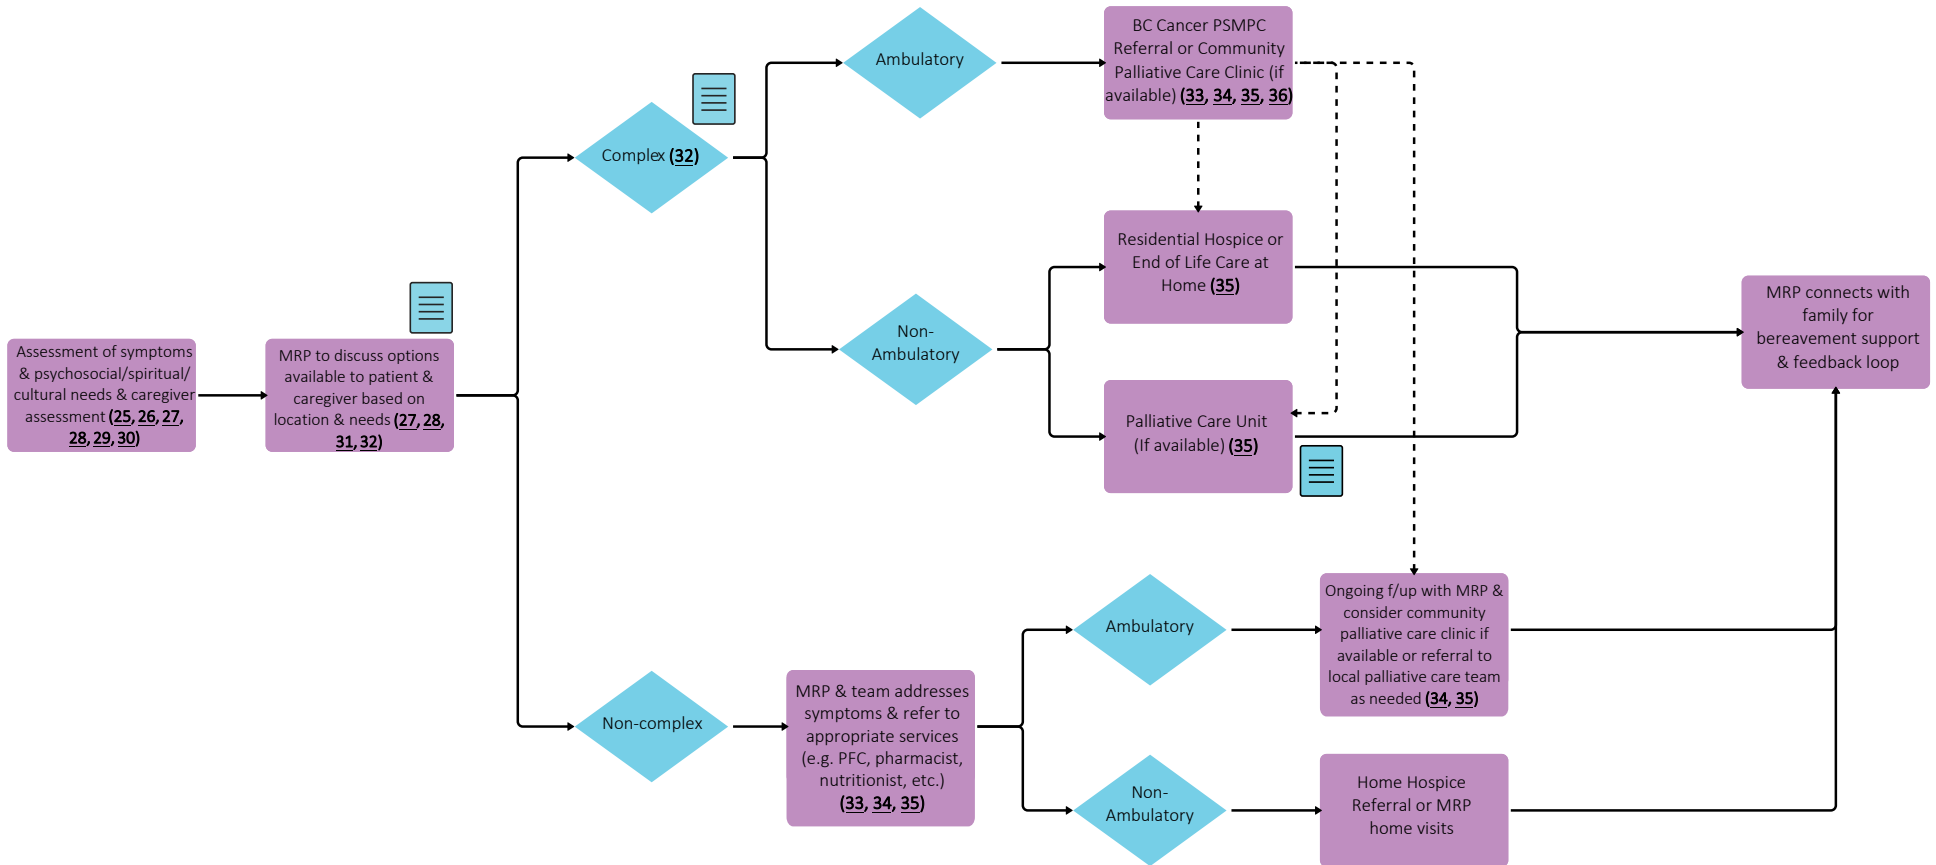 Assessment of symptoms
& psychosocial/spiritual/
cultural needs & caregiver
assessment (25, 26, 27,
28, 29, 30)
MRP to discuss options
available to patient &
caregiver based on
location & needs (27, 28,
31, 32)
Complex (32)
Ambulatory
BC Cancer PSMPC
Referral or Community
Palliative Care Clinic (if
available) (33, 34, 35, 36)
Non-
Ambulatory
Residential Hospice or
End of Life Care at
Home (35)
Palliative Care Unit
(If available) (35)
Non-complex
MRP & team addresses
symptoms & refer to
appropriate services
(e.g. PFC, pharmacist,
nutritionist, etc.)
(33, 34, 35)
Ambulatory
Ongoing f/up with MRP &
consider community
palliative care clinic if
available or referral to
local palliative care team
as needed (34, 35)
Non-
Ambulatory
Home Hospice
Referral or MRP
home visits
MRP connects with
family for
bereavement support
& feedback loop